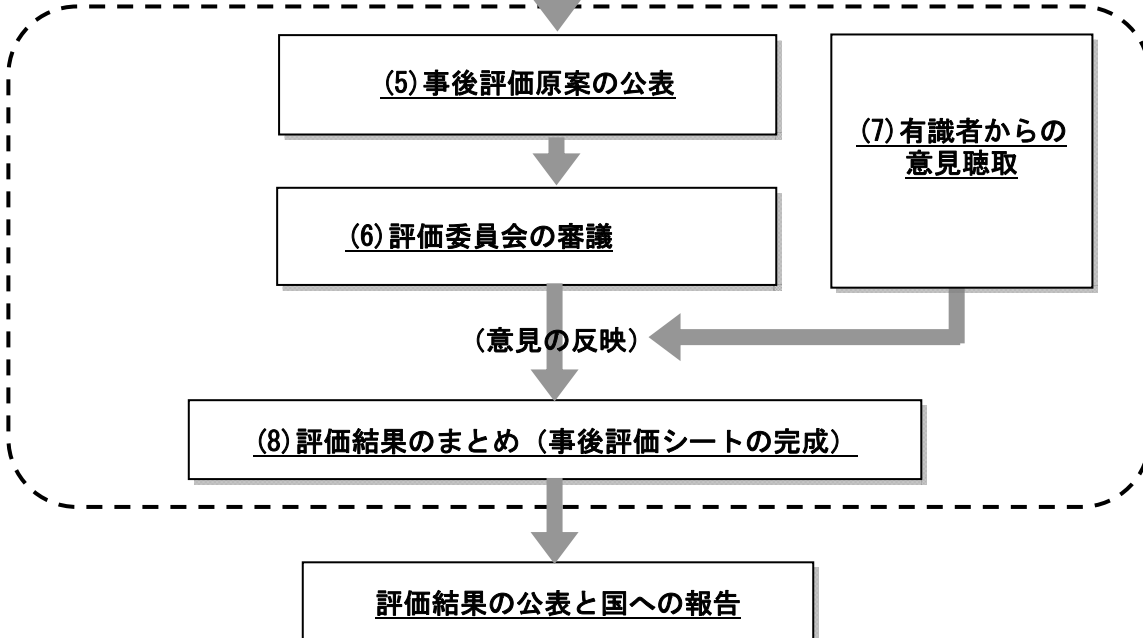 (5)事後評価原案の公表
(7)有識者からの
意見聴取
(6)評価委員会の審議
(意見の反映)
(8)評価結果のまとめ(事後評価シートの完成)
評価結果の公表と国への報告